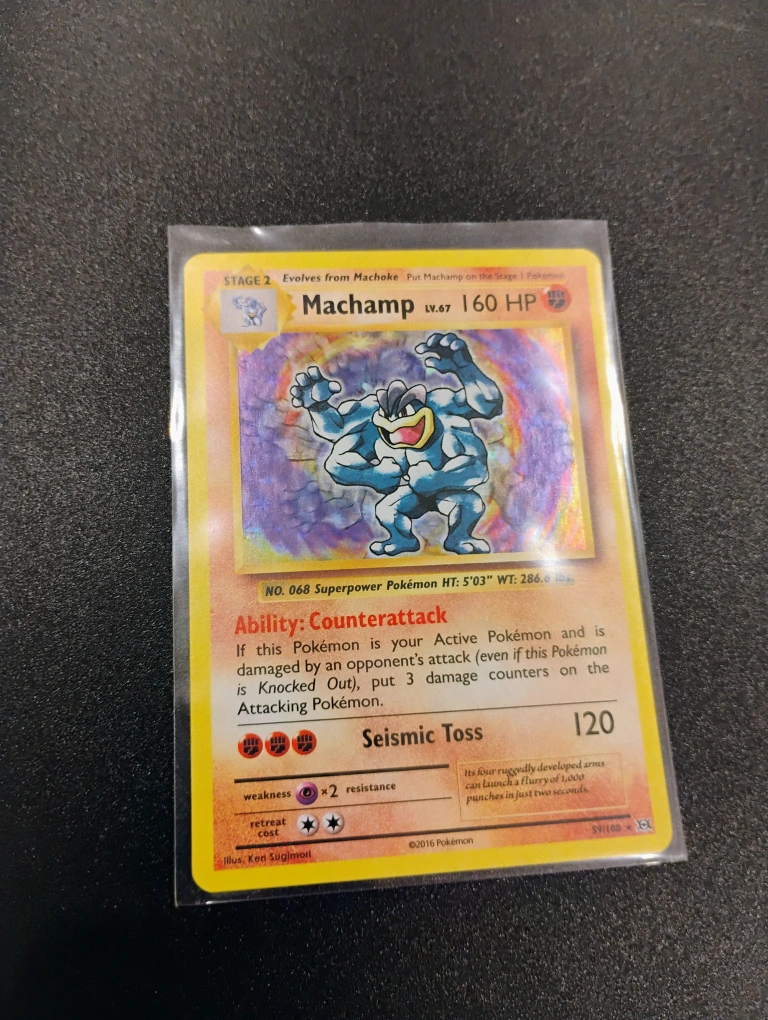 STAGE 2 Evolves from Machoke Put Machamp on the Stage 1 Pokémon
Machamp LV.67 160 HP
NO. 068 Superpower Pokémon HT: 5'03" WT: 286.6 lbs.
Ability: Counterattack
If this Pokémon is your Active Pokémon and is
damaged by an opponent's attack (even if this Pokémon
is Knocked Out), put 3 damage counters on the
Attacking Pokémon.
Seismic Toss 120
Its four ruggedly developed arms
can launch a flurry of 1,000
punches in just two seconds.
weakness ×2 resistance
retreat
cost
59/108 ★
Illus. Ken Sugimori
©2016 Pokémon